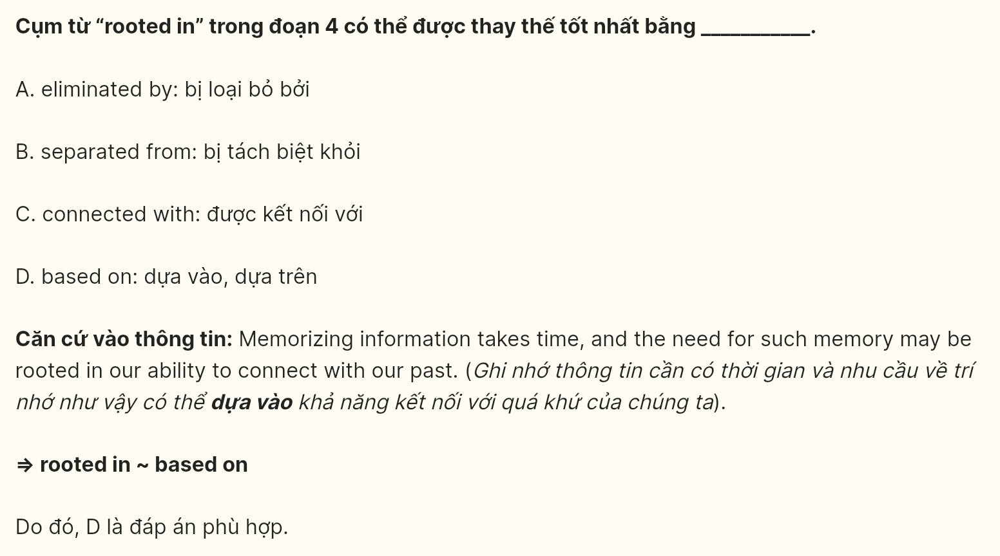 Cụm từ “rooted in” trong đoạn 4 có thể được thay thế tốt nhất bằng ___________.
A. eliminated by: bị loại bỏ bởi
B. separated from: bị tách biệt khỏi
C. connected with: được kết nối với
D. based on: dựa vào, dựa trên
Căn cứ vào thông tin: Memorizing information takes time, and the need for such memory may be
rooted in our ability to connect with our past. (Ghi nhớ thông tin cần có thời gian và nhu cầu về trí
nhớ như vậy có thể dựa vào khả năng kết nối với quá khứ của chúng ta).
⇒ rooted in ~ based on
Do đó, D là đáp án phù hợp.